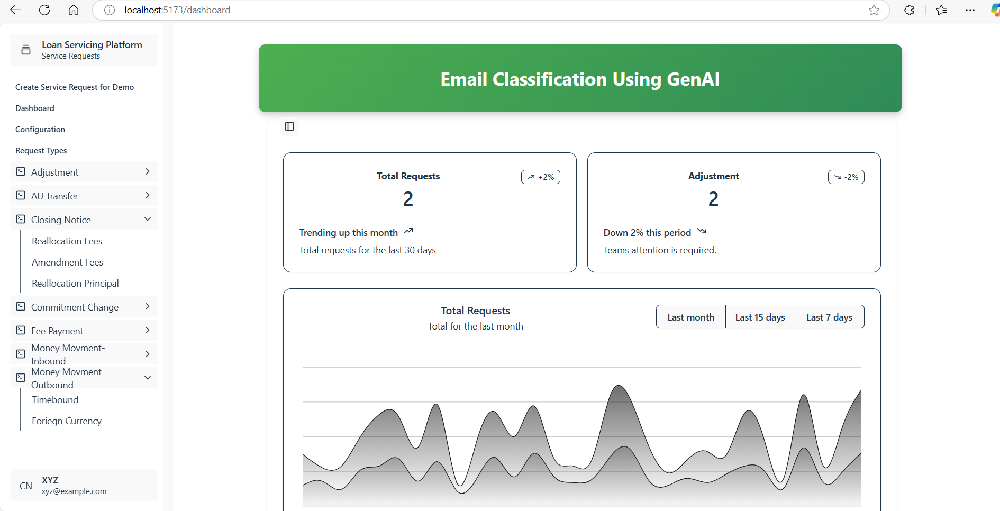 localhost:5173/dashboard
Loan Servicing Platform
Service Requests
Create Service Request for Demo
Dashboard
Configuration
Request Types
Adjustment
AU Transfer
Closing Notice
Reallocation Fees
Amendment Fees
Reallocation Principal
Commitment Change
Fee Payment
Money Movment-
Inbound
Money Movment-
Outbound
Timebound
Foriegn Currency
CN
XYZ
xyz@example.com
Email Classification Using GenAI
Total Requests
+2%
2
Trending up this month
Total requests for the last 30 days
Adjustment
-2%
2
Down 2% this period
Teams attention is required.
Total Requests
Total for the last month
Last month
Last 15 days
Last 7 days